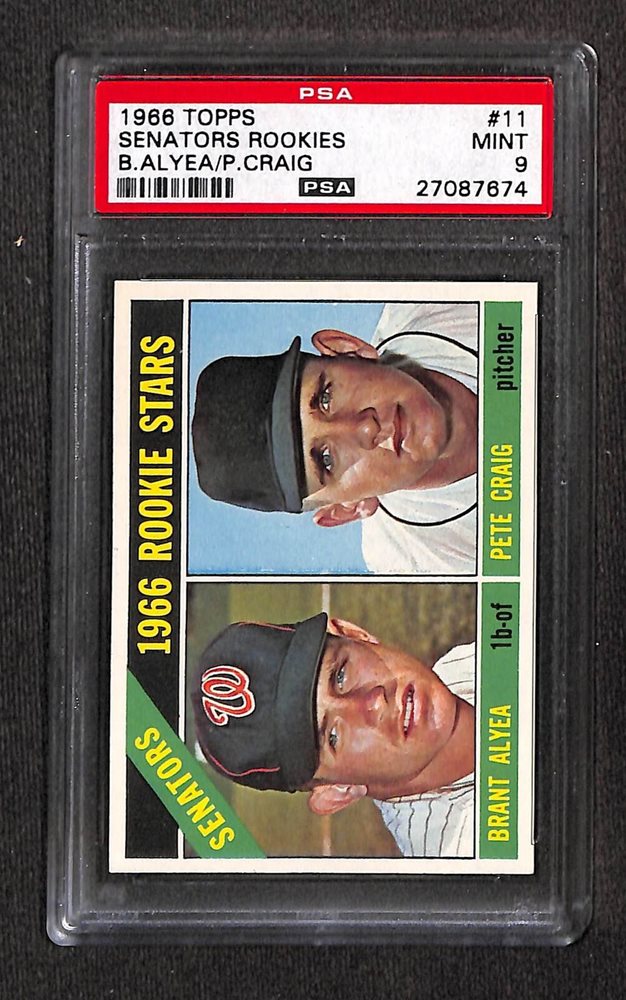 PSA
1966 TOPPS #11
SENATORS ROOKIES MINT
B.ALYEA/P.CRAIG 9
PSA 27087674
1966 ROOKIE STARS
SENATORS
W
BRANT ALYEA 1b-of
PETE CRAIG pitcher